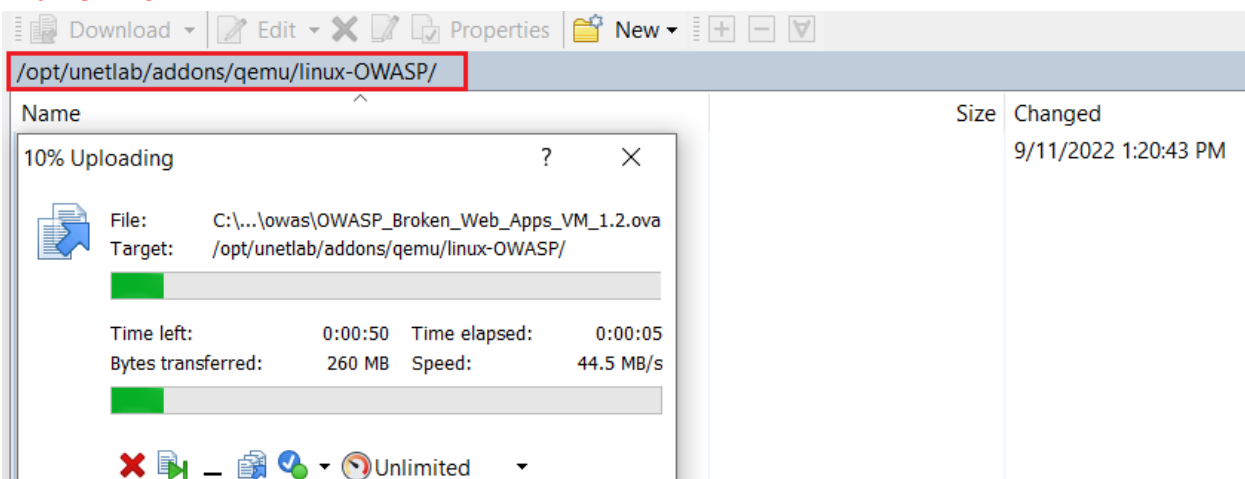 Download Edit Properties New
/opt/unetlab/addons/qemu/linux-OWASP/
Name Size Changed
9/11/2022 1:20:43 PM
10% Uploading ?
File: C:\...\owas\OWASP_Broken_Web_Apps_VM_1.2.ova
Target: /opt/unetlab/addons/qemu/linux-OWASP/
Time left: 0:00:50 Time elapsed: 0:00:05
Bytes transferred: 260 MB Speed: 44.5 MB/s
Unlimited